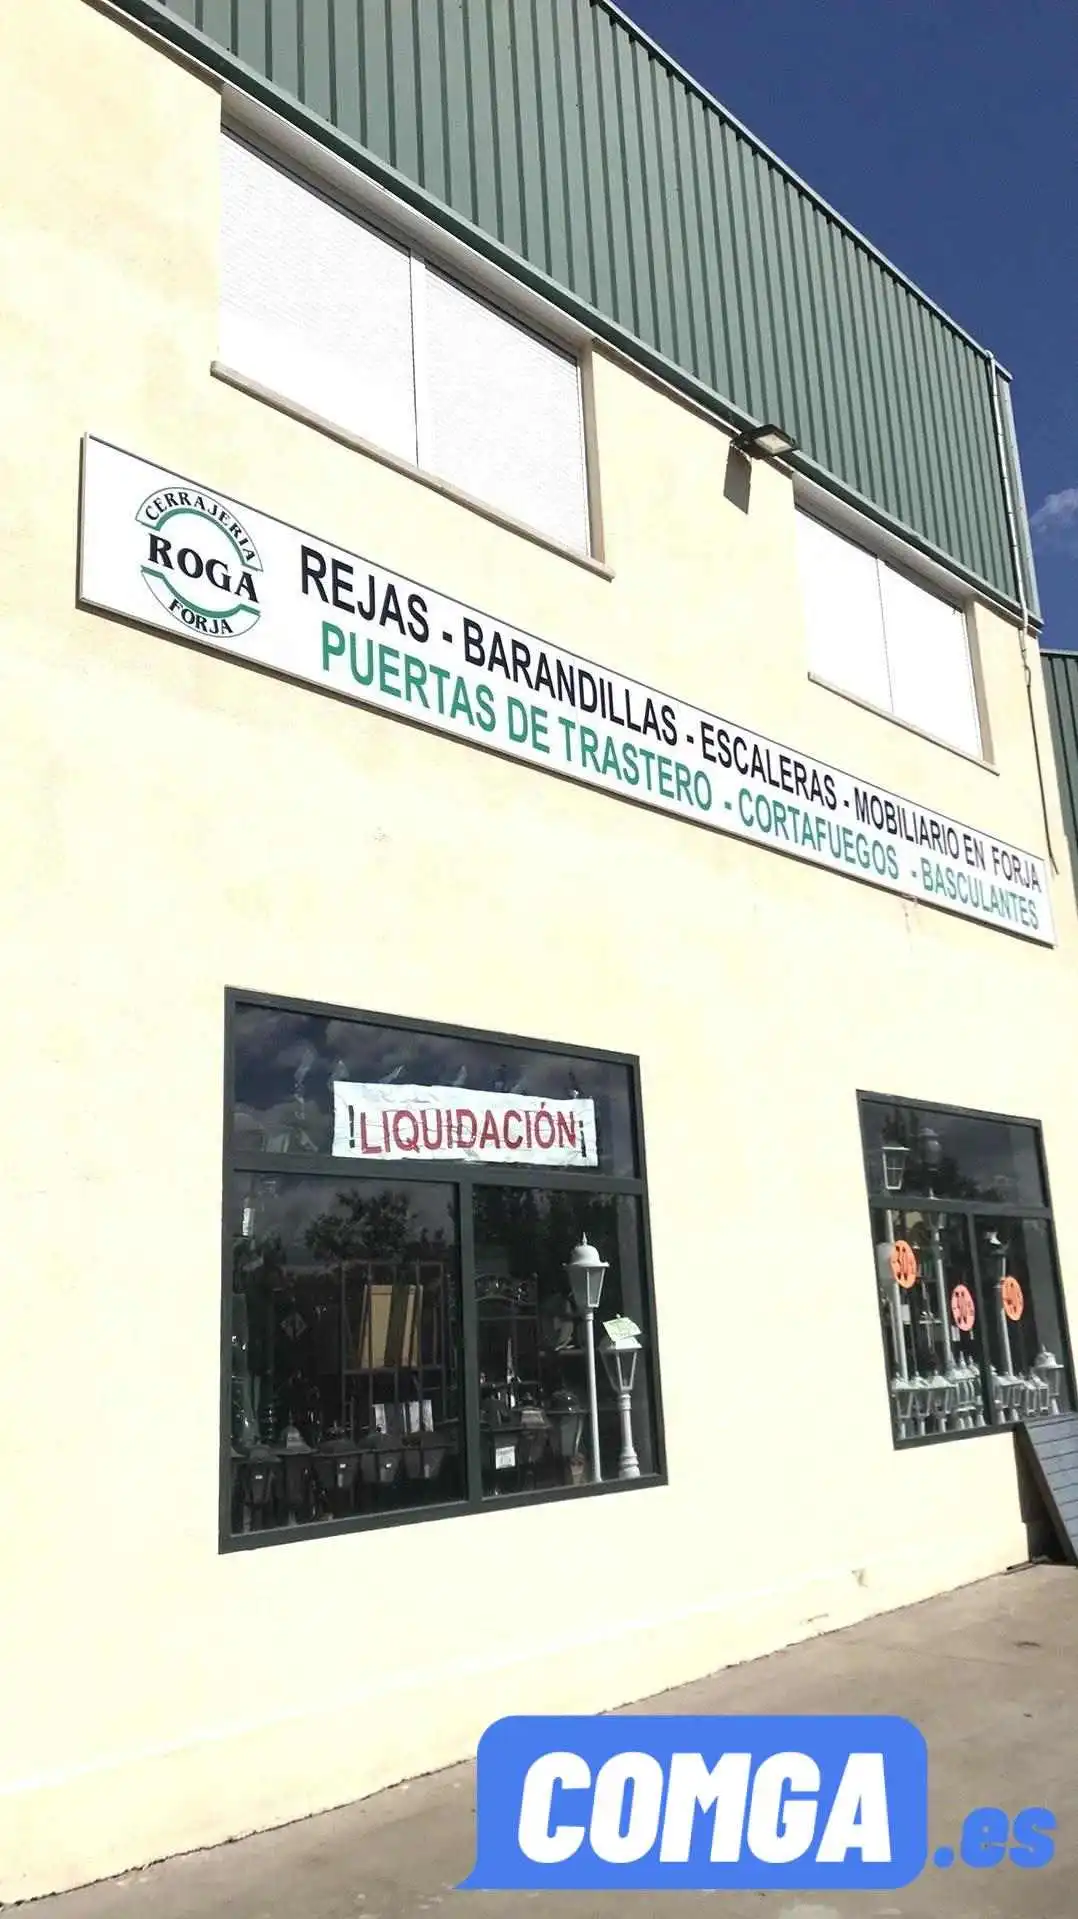 CERRAJERIA
ROGA
FORJA
REJAS - BARANDILLAS - ESCALERAS - MOBILIARIO EN FORJA
PUERTAS DE TRASTERO - CORTAFUEGOS - BASCULANTES
!LIQUIDACIÓN¡
COMGA.es